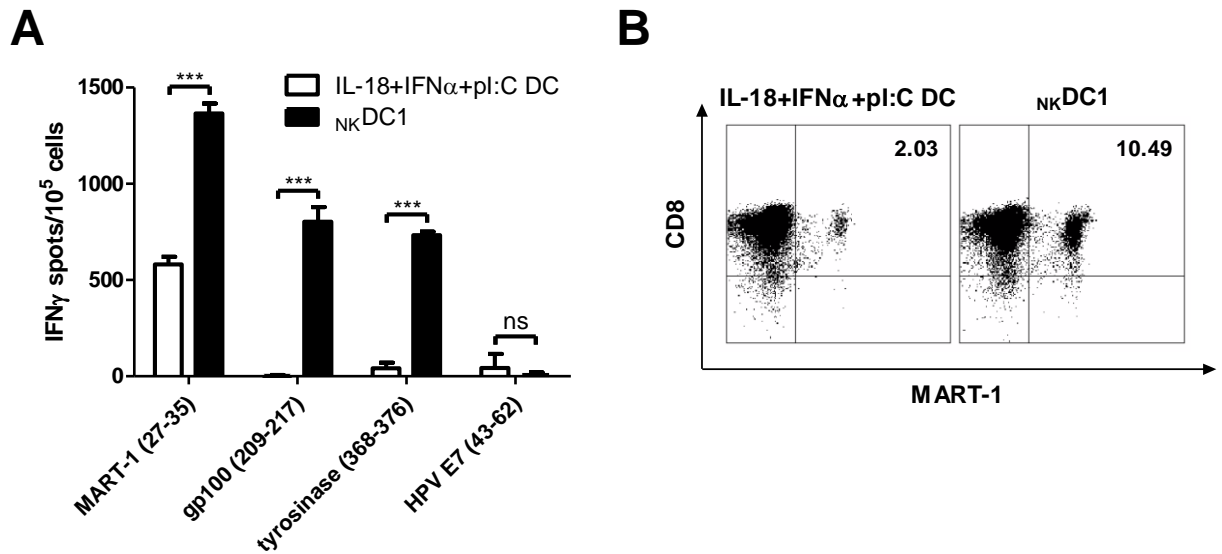 A
IFNγ spots/10⁵ cells
1500
1000
500
0
IL-18+IFNα+pI:C DC
NKDC1
***
***
***
ns
MART-1 (27-35)
gp100 (209-217)
tyrosinase (368-376)
HPV E7 (43-62)
B
IL-18+IFNα+pI:C DC
NKDC1
2.03
10.49
CD8
MART-1